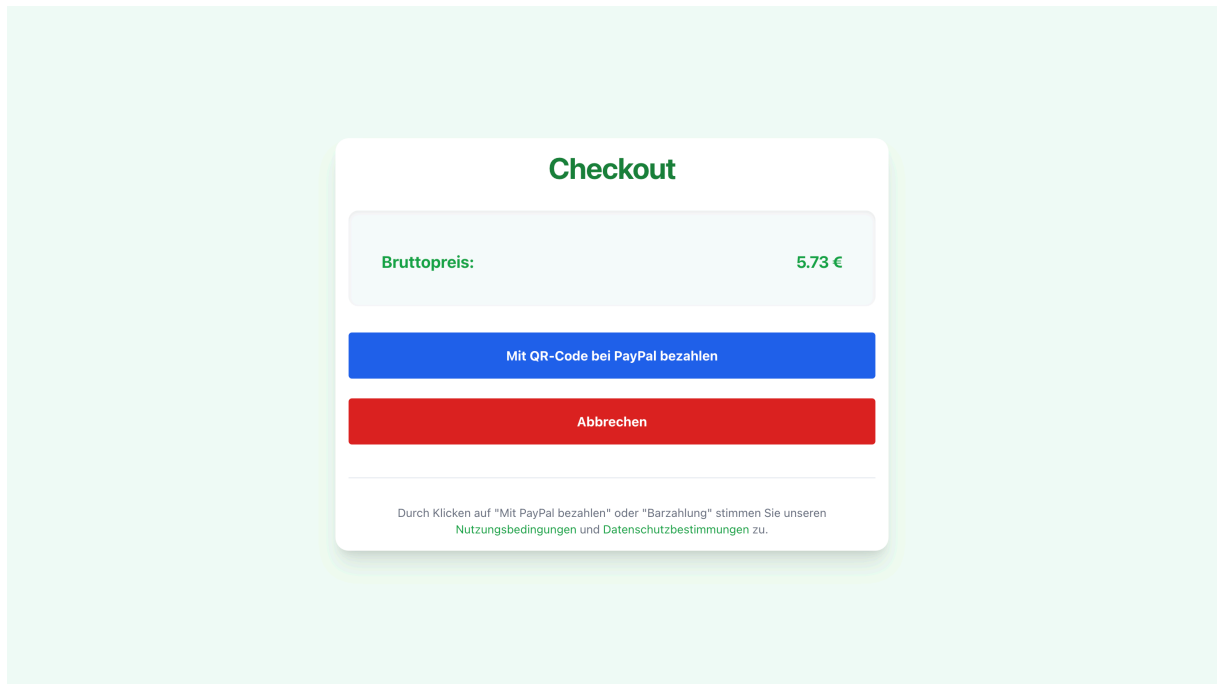 Checkout
Bruttopreis: 5.73 €
Mit QR-Code bei PayPal bezahlen
Abbrechen
Durch Klicken auf "Mit PayPal bezahlen" oder "Barzahlung" stimmen Sie unseren
Nutzungsbedingungen und Datenschutzbestimmungen zu.